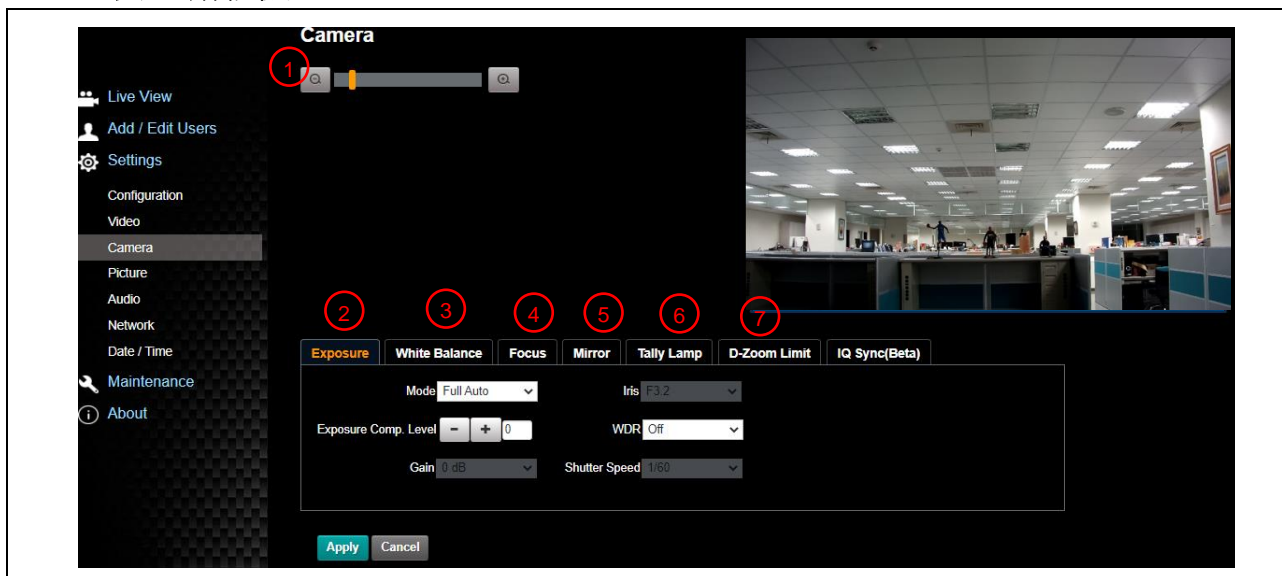 Camera
1
Live View
Add / Edit Users
Settings
Configuration
Video
Camera
Picture
Audio
Network
Date / Time
Maintenance
About
2 3 4 5 6 7
Exposure White Balance Focus Mirror Tally Lamp D-Zoom Limit IQ Sync(Beta)
Mode Full Auto Iris F3.2
Exposure Comp. Level - + 0 WDR Off
Gain 0 dB Shutter Speed 1/60
Apply Cancel